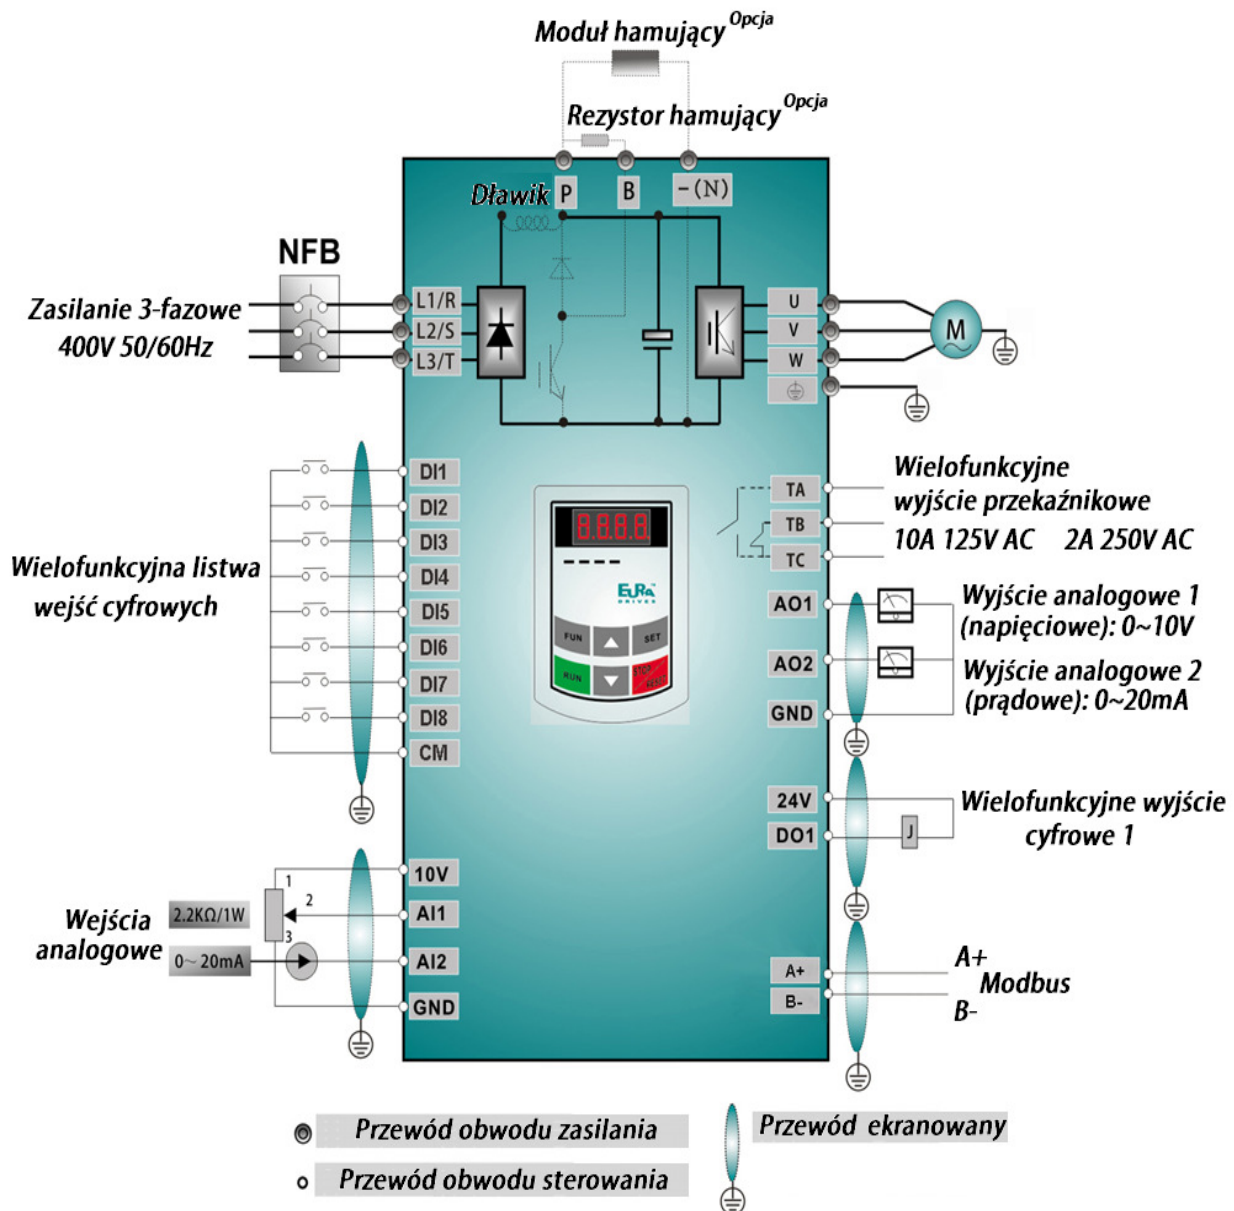 Moduł hamujący Opcja
Rezystor hamujący Opcja
Dławik
P
B
-(N)
NFB
Zasilanie 3-fazowe
400V 50/60Hz
L1/R
L2/S
L3/T
U
V
W
M
DI1
DI2
DI3
DI4
DI5
DI6
DI7
DI8
CM
Wielofunkcyjna listwa
wejść cyfrowych
8.8.8.8
EURA
DRIVES
FUN
SET
RUN
STOP
RESET
TA
TB
TC
Wielofunkcyjne
wyjście przekaźnikowe
10A 125V AC 2A 250V AC
AO1
AO2
GND
Wyjście analogowe 1
(napięciowe): 0~10V
Wyjście analogowe 2
(prądowe): 0~20mA
24V
DO1
J
Wielofunkcyjne wyjście
cyfrowe 1
10V
AI1
AI2
GND
1
2
3
2.2KΩ/1W
0~20mA
Wejścia
analogowe
A+
B-
A+
Modbus
B-
Przewód obwodu zasilania
Przewód ekranowany
Przewód obwodu sterowania